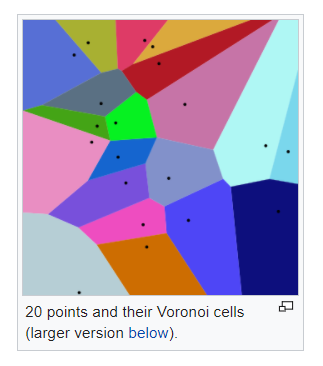 20 points and their Voronoi cells
(larger version below).